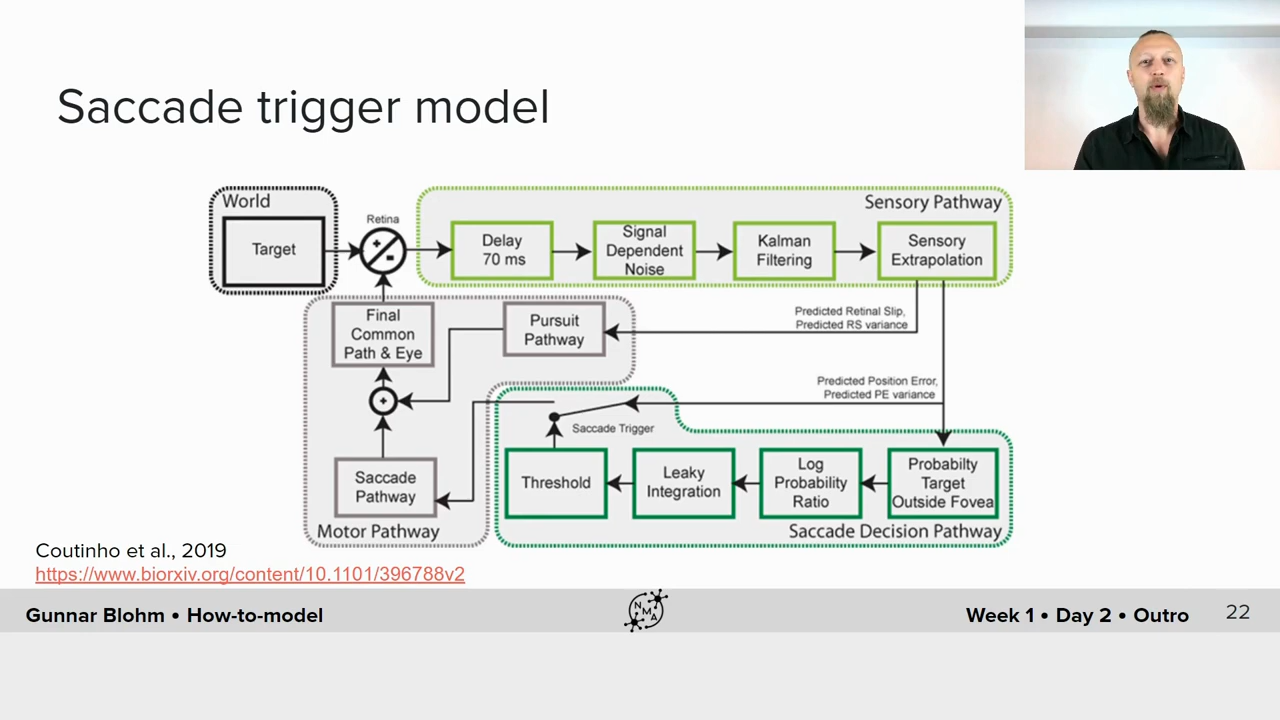 Saccade trigger model
World
Target
Retina
+
-
Sensory Pathway
Delay
70 ms
Signal
Dependent
Noise
Kalman
Filtering
Sensory
Extrapolation
Predicted Retinal Slip,
Predicted RS variance
Final
Common
Path & Eye
Pursuit
Pathway
Predicted Position Error,
Predicted PE variance
+
Saccade Trigger
Saccade
Pathway
Motor Pathway
Threshold
Leaky
Integration
Log
Probability
Ratio
Probabilty
Target
Outside Fovea
Saccade Decision Pathway
Coutinho et al., 2019
https://www.biorxiv.org/content/10.1101/396788v2
Gunnar Blohm • How-to-model
NMA
Week 1 • Day 2 • Outro
22